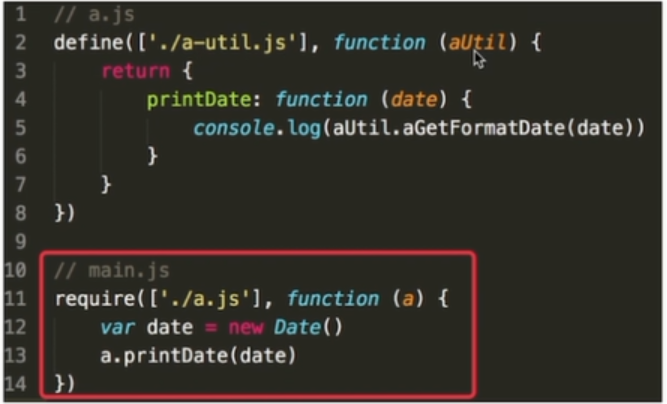 1 // a.js
2 define(['./a-util.js'], function (aUtil) {
3     return {
4         printDate: function (date) {
5             console.log(aUtil.aGetFormatDate(date))
6         }
7     }
8 })
9
10 // main.js
11 require(['./a.js'], function (a) {
12     var date = new Date()
13     a.printDate(date)
14 })